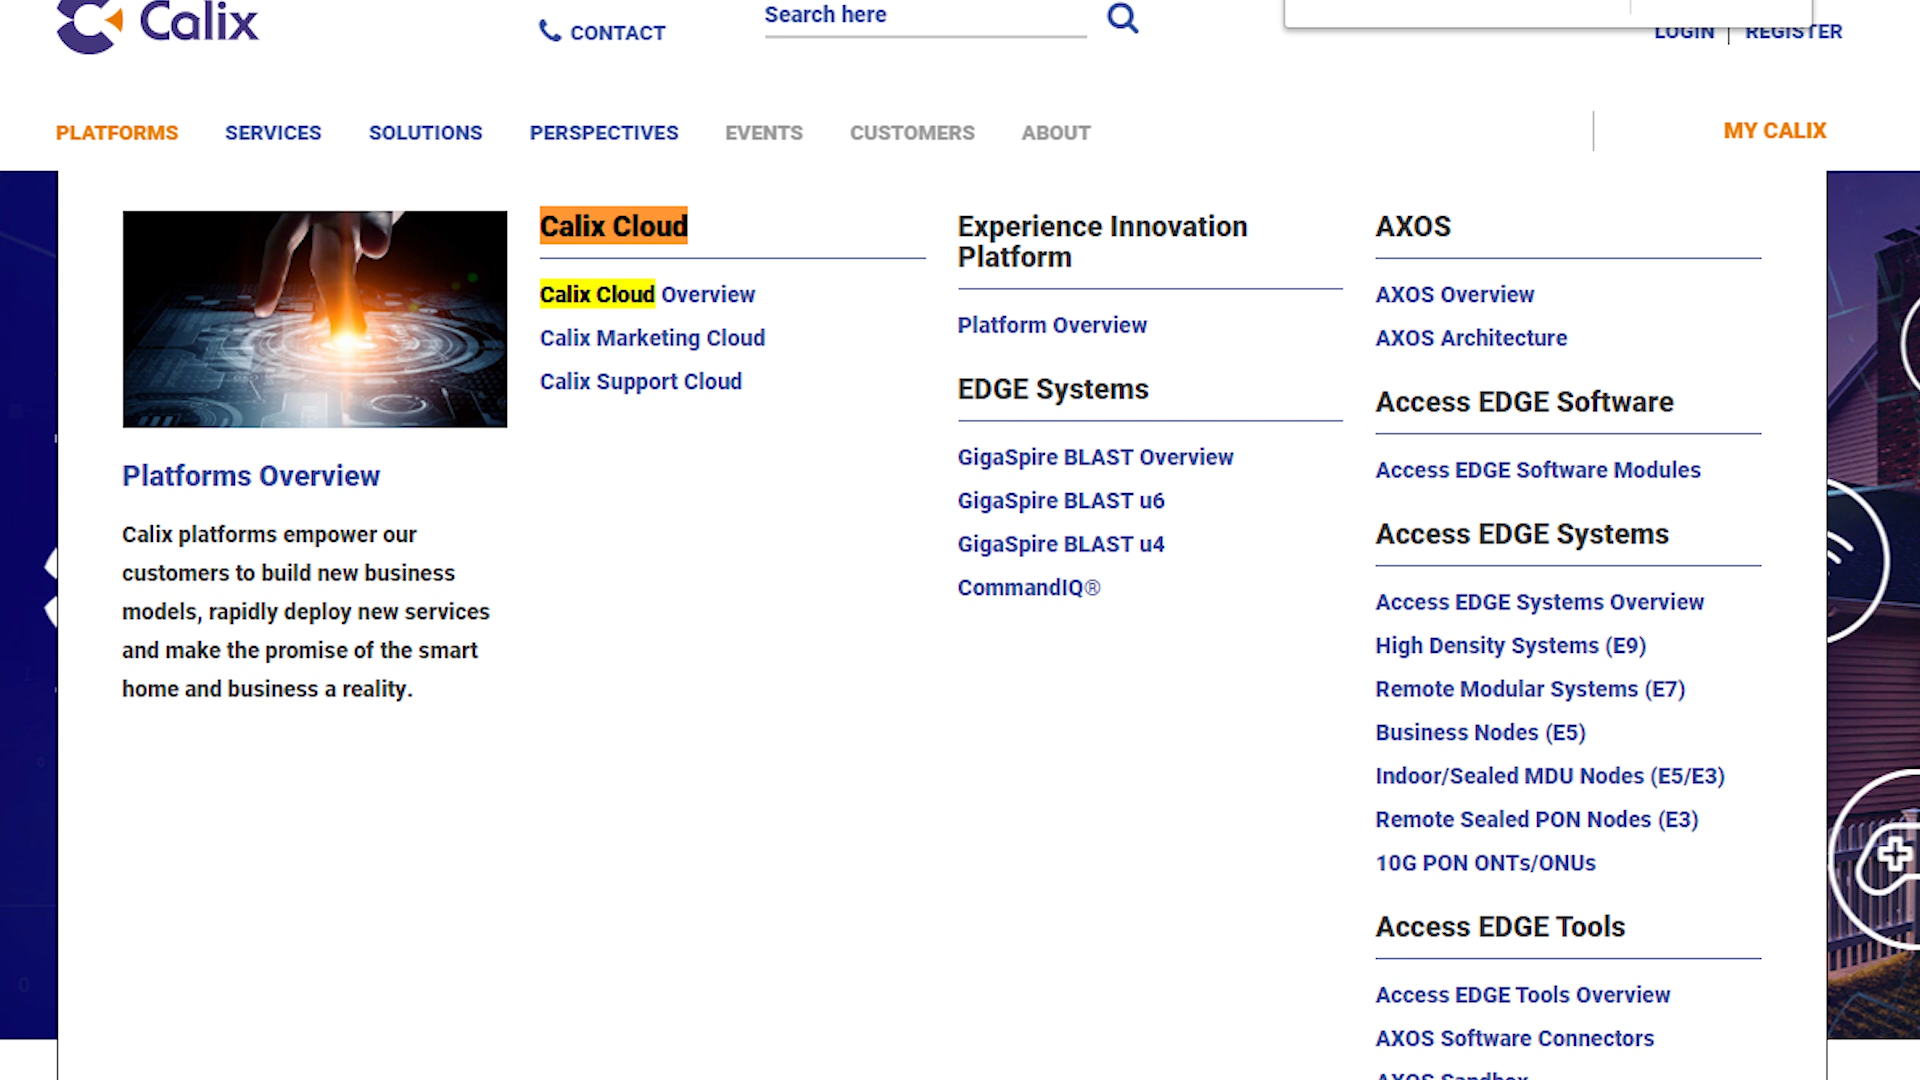 Calix
CONTACT
Search here
LOGIN
REGISTER
PLATFORMS
SERVICES
SOLUTIONS
PERSPECTIVES
EVENTS
CUSTOMERS
ABOUT
MY CALIX
Platforms Overview
Calix platforms empower our
customers to build new business
models, rapidly deploy new services
and make the promise of the smart
home and business a reality.
Calix Cloud
Calix Cloud Overview
Calix Marketing Cloud
Calix Support Cloud
Experience Innovation
Platform
Platform Overview
EDGE Systems
GigaSpire BLAST Overview
GigaSpire BLAST u6
GigaSpire BLAST u4
CommandIQ®
AXOS
AXOS Overview
AXOS Architecture
Access EDGE Software
Access EDGE Software Modules
Access EDGE Systems
Access EDGE Systems Overview
High Density Systems (E9)
Remote Modular Systems (E7)
Business Nodes (E5)
Indoor/Sealed MDU Nodes (E5/E3)
Remote Sealed PON Nodes (E3)
10G PON ONTs/ONUs
Access EDGE Tools
Access EDGE Tools Overview
AXOS Software Connectors
AXOS Sandbox